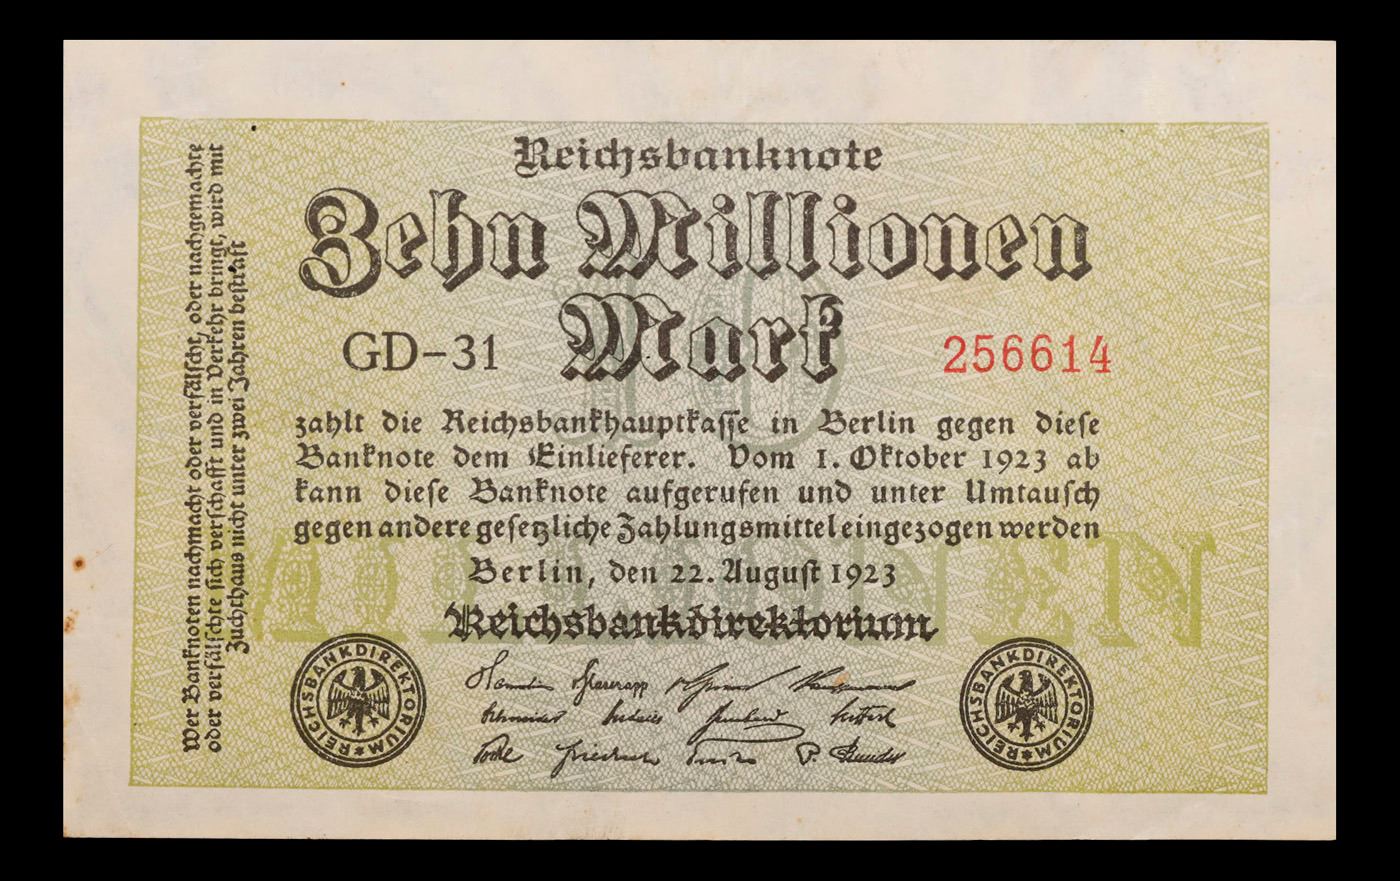 Reichsbanknote
Zehn Millionen
Mark
GD-31
256614
zahlt die Reichsbankhauptkasse in Berlin gegen diese
Banknote dem Einlieferer. Vom 1. Oktober 1923 ab
kann diese Banknote aufgerufen und unter Umtausch
gegen andere gesetzliche Zahlungsmittel eingezogen werden
Berlin, den 22. August 1923
Reichsbankdirektorium
REICHSBANKDIREKTORIUM
REICHSBANKDIREKTORIUM
Wer Banknoten nachmacht oder verfälscht, oder nachgemachte
oder verfälschte sich verschafft und in Verkehr bringt, wird mit
Zuchthaus nicht unter zwei Jahren bestraft
10